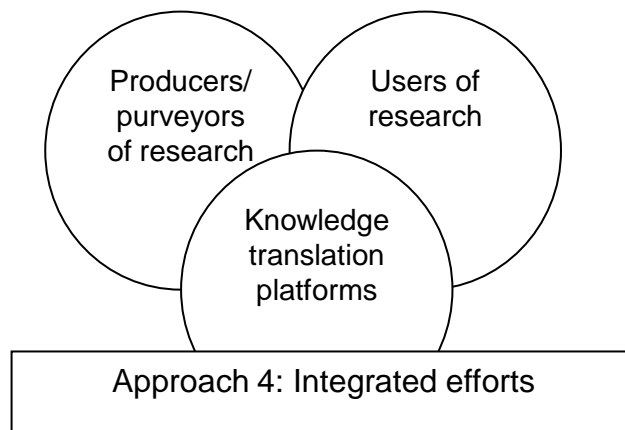 Producers/
purveyors
of research
Users of
research
Knowledge
translation
platforms
Approach 4: Integrated efforts